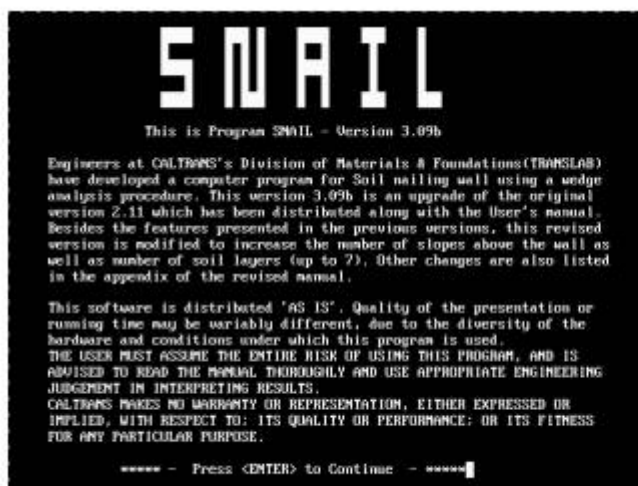 SNAIL
This is Program SNAIL - Version 3.09b
Engineers at CALTRANS's Division of Materials & Foundations(TRANSLAB)
have developed a computer program for Soil nailing wall using a wedge
analysis procedure. This version 3.09b is an upgrade of the original
version 2.11 which has been distributed along with the User's manual.
Besides the features presented in the previous versions, this revised
version is modified to increase the number of slopes above the wall as
well as number of soil layers (up to 7). Other changes are also listed
in the appendix of the revised manual.
This software is distributed 'AS IS'. Quality of the presentation or
running time may be variably different, due to the diversity of the
hardware and conditions under which this program is used.
THE USER MUST ASSUME THE ENTIRE RISK OF USING THIS PROGRAM, AND IS
ADVISED TO READ THE MANUAL THOROUGHLY AND USE APPROPRIATE ENGINEERING
JUDGEMENT IN INTERPRETING RESULTS.
CALTRANS MAKES NO WARRANTY OR REPRESENTATION, EITHER EXPRESSED OR
IMPLIED, WITH RESPECT TO: ITS QUALITY OR PERFORMANCE: OR ITS FITNESS
FOR ANY PARTICULAR PURPOSE.
***** - Press <ENTER> to Continue - *****